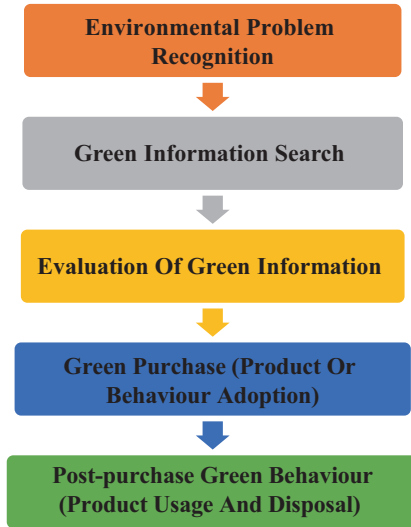 Environmental Problem
Recognition
Green Information Search
Evaluation Of Green Information
Green Purchase (Product Or
Behaviour Adoption)
Post-purchase Green Behaviour
(Product Usage And Disposal)